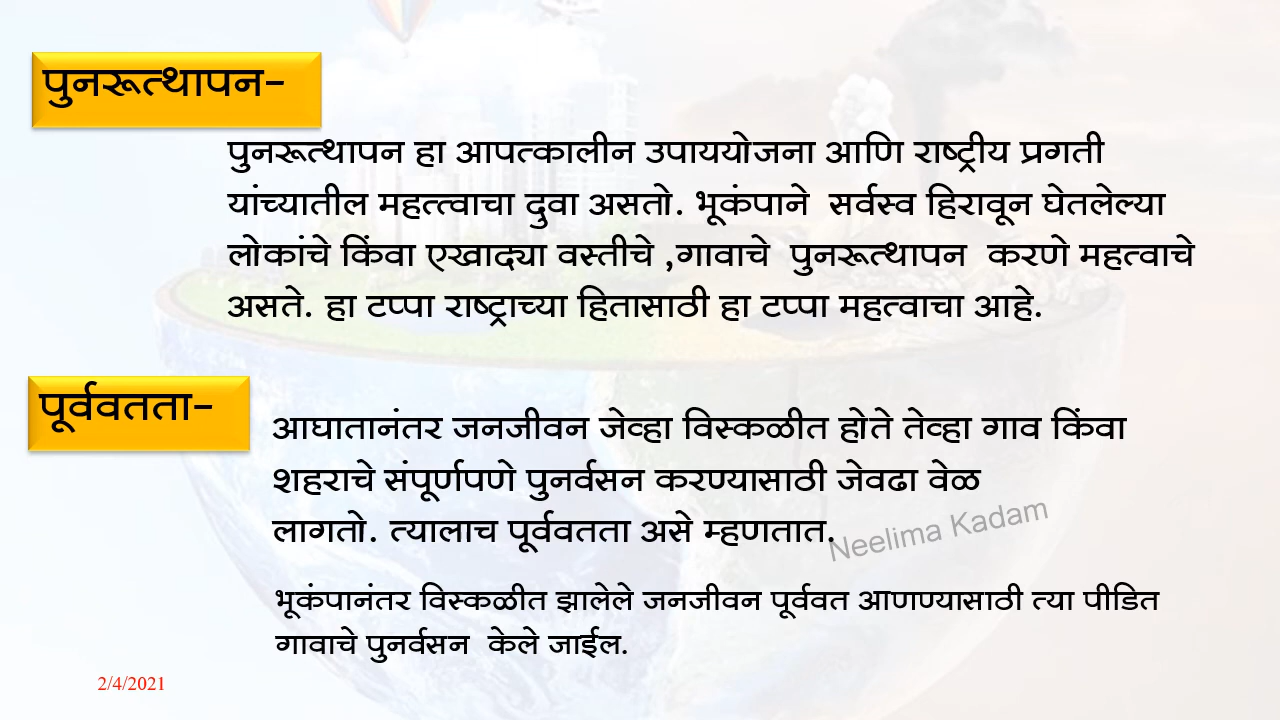 पुनरूत्थापन-
पुनरूत्थापन हा आपत्कालीन उपाययोजना आणि राष्ट्रीय प्रगती
यांच्यातील महत्त्वाचा दुवा असतो. भूकंपाने सर्वस्व हिरावून घेतलेल्या
लोकांचे किंवा एखाद्या वस्तीचे ,गावाचे पुनरूत्थापन करणे महत्वाचे
असते. हा टप्पा राष्ट्राच्या हितासाठी हा टप्पा महत्वाचा आहे.
पूर्ववतता-
आघातानंतर जनजीवन जेव्हा विस्कळीत होते तेव्हा गाव किंवा
शहराचे संपूर्णपणे पुनर्वसन करण्यासाठी जेवढा वेळ
लागतो. त्यालाच पूर्ववतता असे म्हणतात.
Neelima Kadam
भूकंपानंतर विस्कळीत झालेले जनजीवन पूर्ववत आणण्यासाठी त्या पीडित
गावाचे पुनर्वसन केले जाईल.
2/4/2021